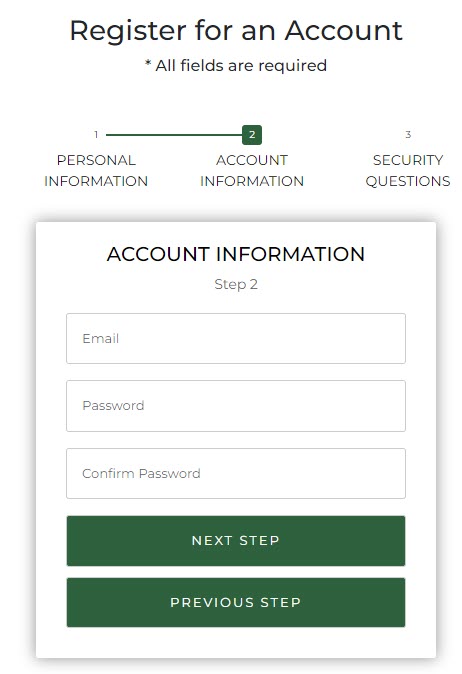 Register for an Account
* All fields are required
1 2 3
PERSONAL INFORMATION
ACCOUNT INFORMATION
SECURITY QUESTIONS
ACCOUNT INFORMATION
Step 2
Email
Password
Confirm Password
NEXT STEP
PREVIOUS STEP